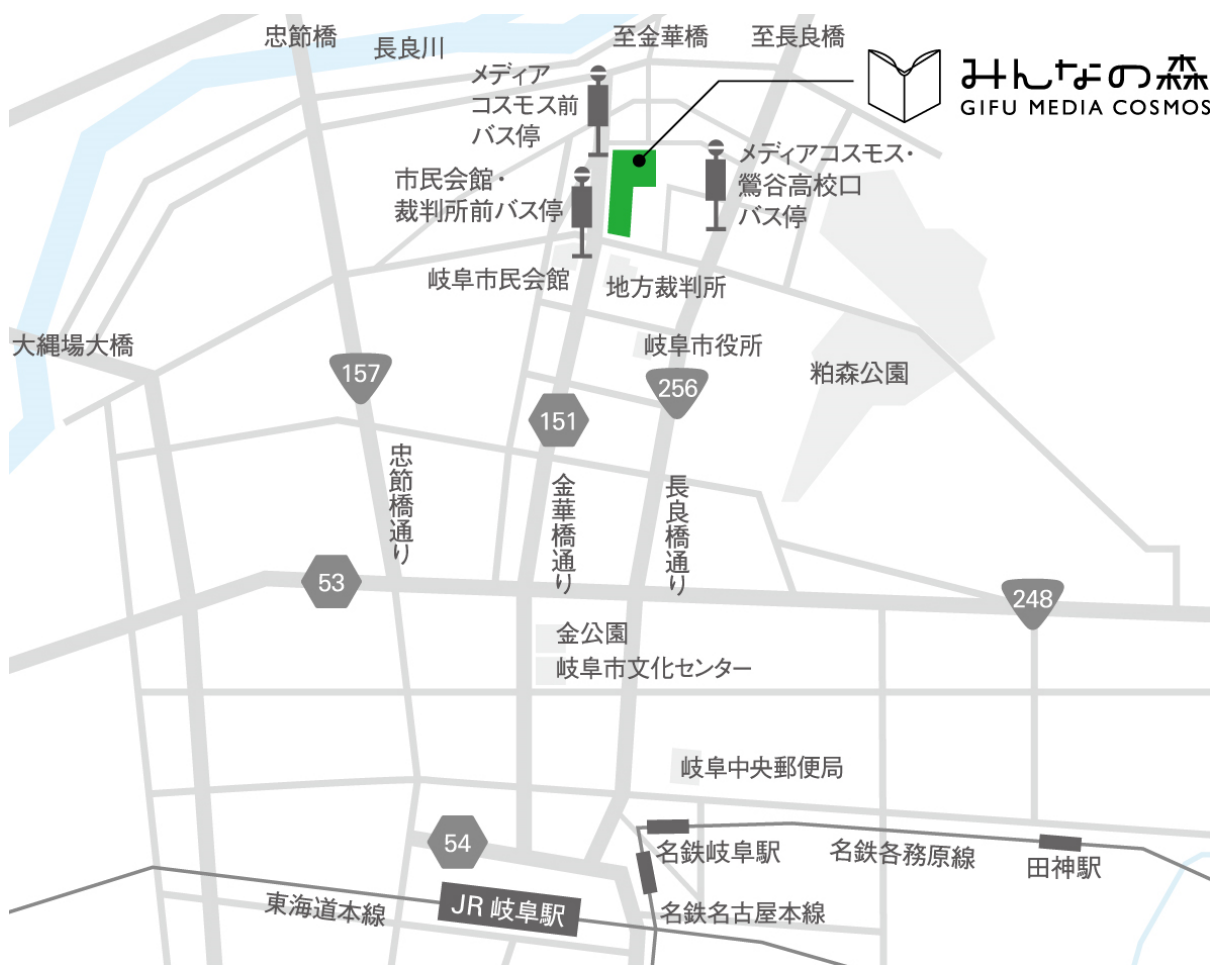 忠節橋
長良川
至金華橋
至長良橋
みんなの森
GIFU MEDIA COSMOS
メディア
コスモス前
バス停
メディアコスモス・
鶯谷高校口
バス停
市民会館・
裁判所前バス停
岐阜市民会館
地方裁判所
大縄場大橋
岐阜市役所
粕森公園
157
256
151
忠節橋通り
金華橋通り
長良橋通り
53
248
金公園
岐阜市文化センター
岐阜中央郵便局
54
名鉄岐阜駅
名鉄各務原線
田神駅
JR 岐阜駅
東海道本線
名鉄名古屋本線